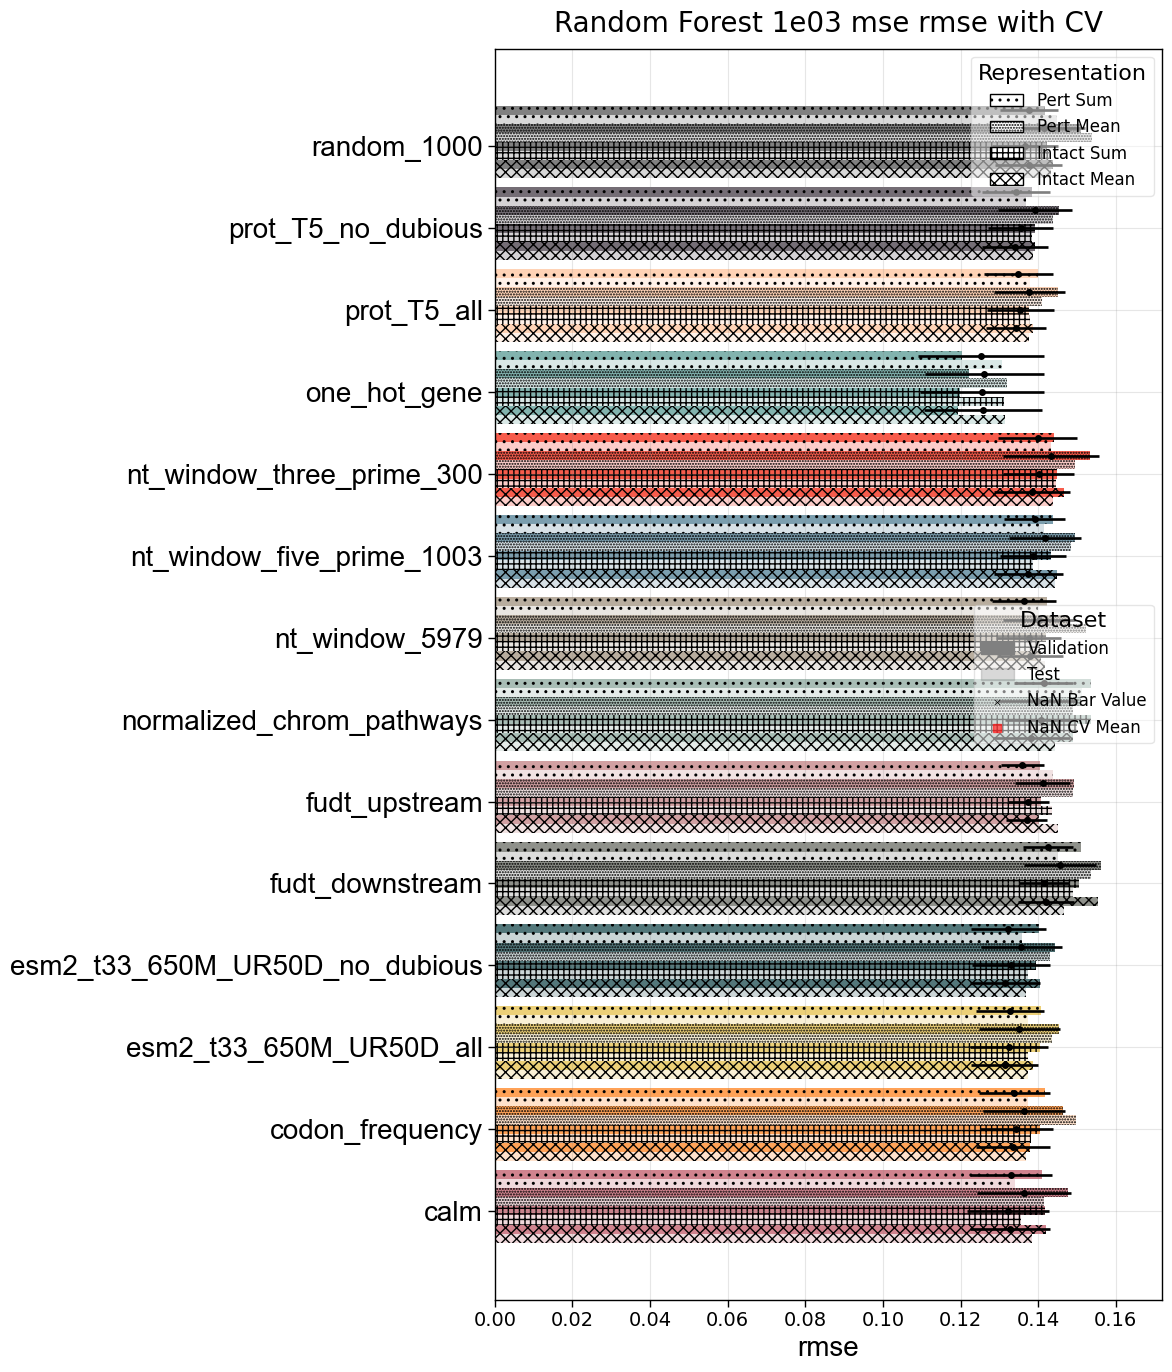 Random Forest 1e03 mse rmse with CV
Representation
Pert Sum
Pert Mean
Intact Sum
Intact Mean
random_1000
prot_T5_no_dubious
prot_T5_all
one_hot_gene
nt_window_three_prime_300
nt_window_five_prime_1003
nt_window_5979
Dataset
Validation
Test
NaN Bar Value
NaN CV Mean
normalized_chrom_pathways
fudt_upstream
fudt_downstream
esm2_t33_650M_UR50D_no_dubious
esm2_t33_650M_UR50D_all
codon_frequency
calm
0.00 0.02 0.04 0.06 0.08 0.10 0.12 0.14 0.16
rmse